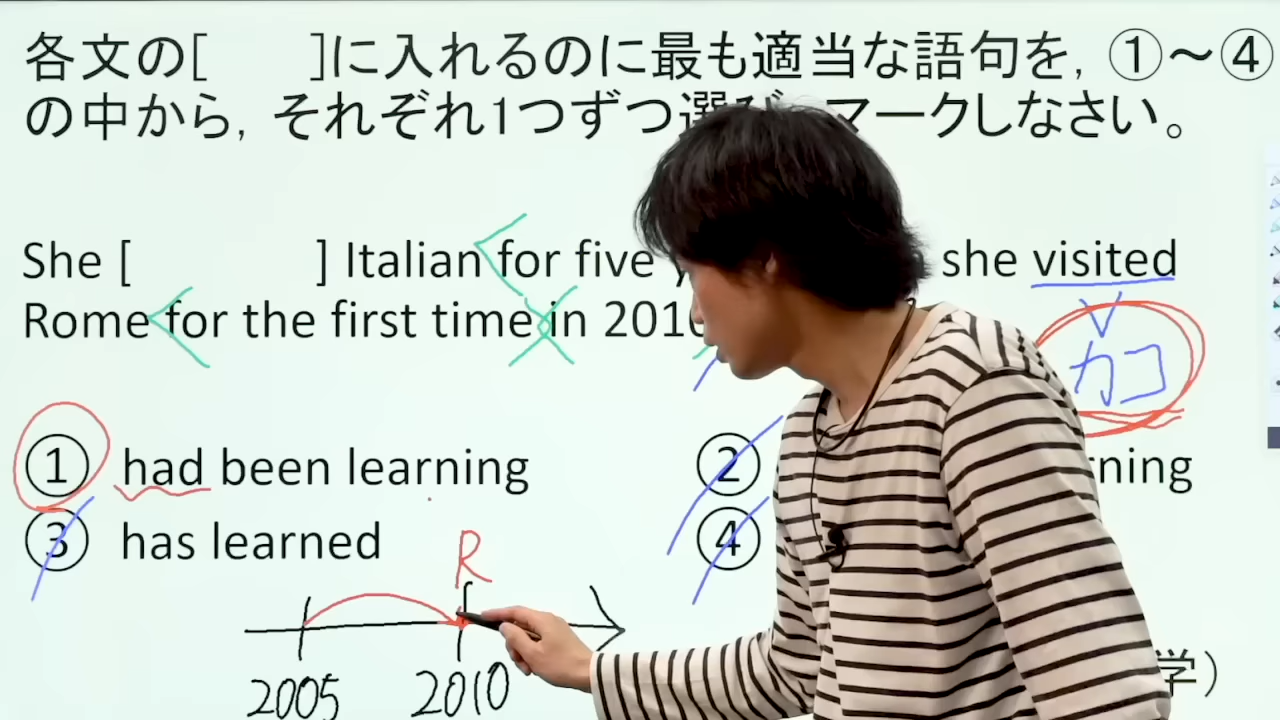 各文の[ ]に入れるのに最も適当な語句を, ①～④
の中から, それぞれ1つずつ選び マークしなさい。
She [ ] Italian for five she visited
Rome for the first time in 2010
カコ
① had been learning ②
③ has learned ④
R
2005 2010
学)